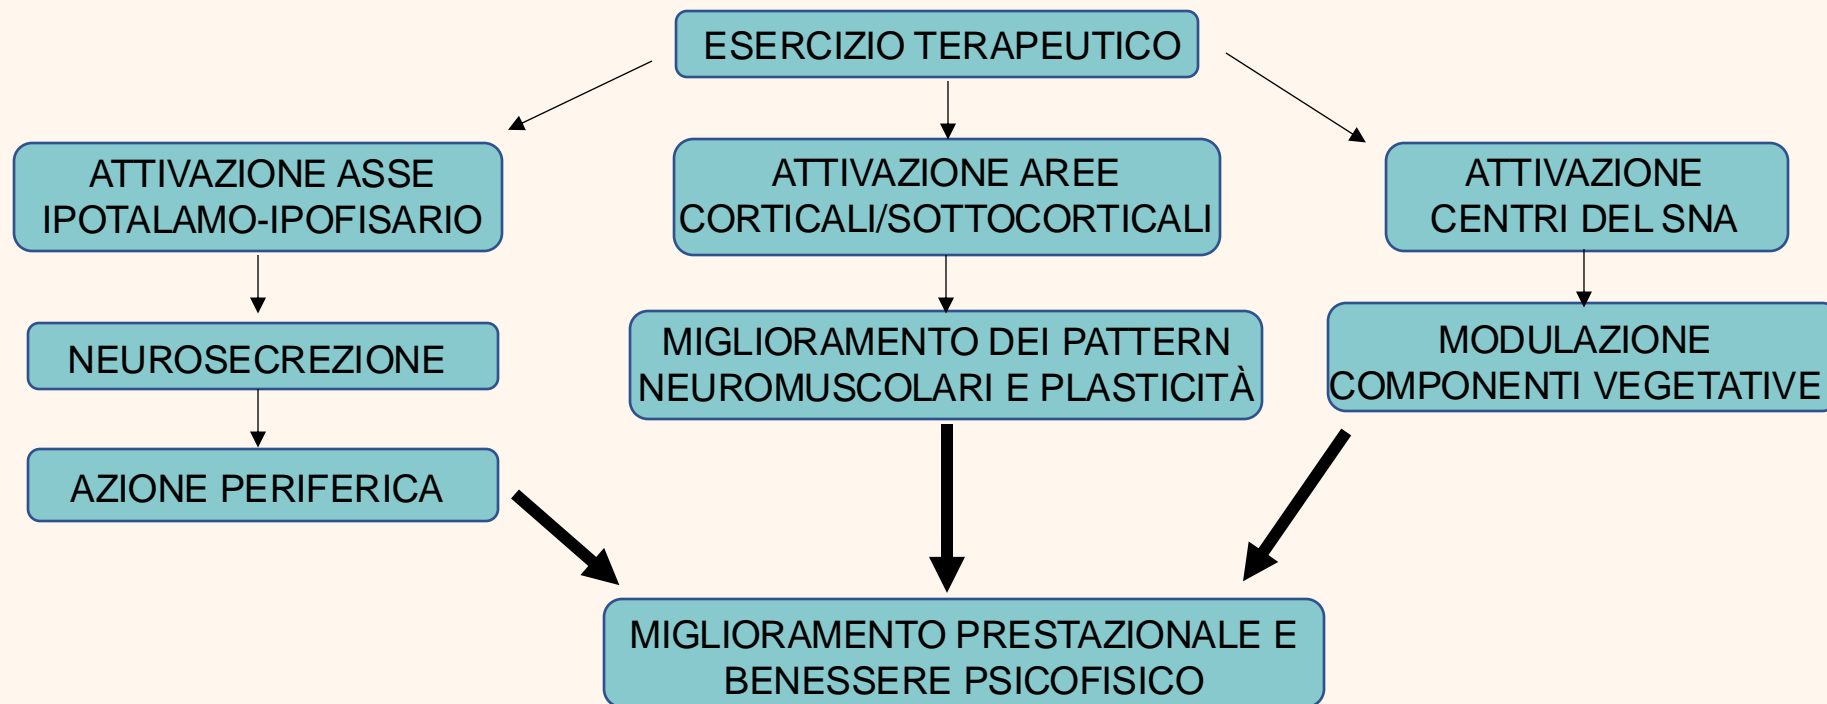 ESERCIZIO TERAPEUTICO
ATTIVAZIONE ASSE
IPOTALAMO-IPOFISARIO
ATTIVAZIONE AREE
CORTICALI/SOTTOCORTICALI
ATTIVAZIONE
CENTRI DEL SNA
NEUROSECREZIONE
MIGLIORAMENTO DEI PATTERN
NEUROMUSCOLARI E PLASTICITÀ
MODULAZIONE
COMPONENTI VEGETATIVE
AZIONE PERIFERICA
MIGLIORAMENTO PRESTAZIONALE E
BENESSERE PSICOFISICO